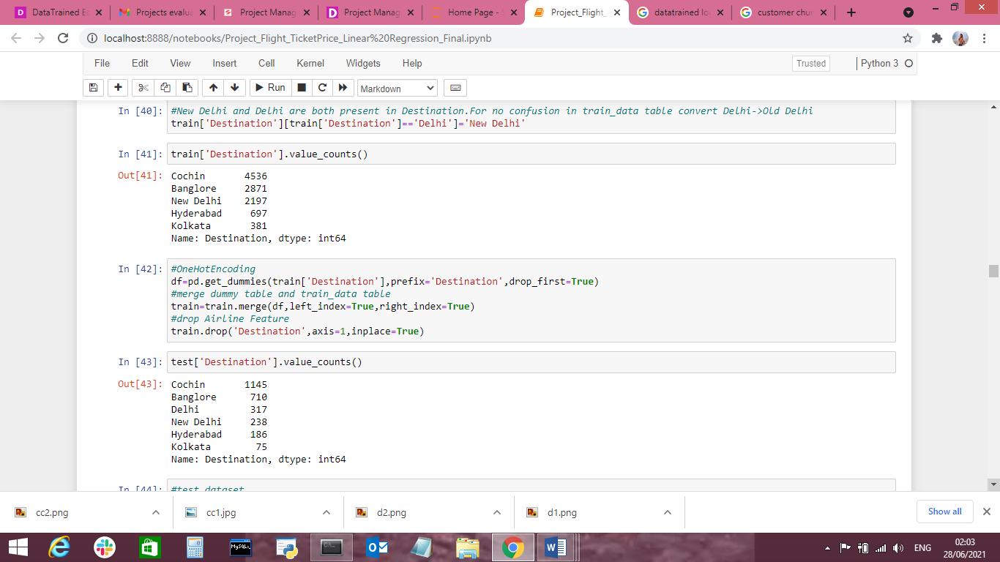 DataTrained E
Projects evalua
Project Manag
Project Manag
Home Page -
Project_Flight_
datatrained lo
customer chur
localhost:8888/notebooks/Project_Flight_TicketPrice_Linear%20Regression_Final.ipynb
File Edit View Insert Cell Kernel Widgets Help Trusted Python 3
Run Markdown
In [40]: #New Delhi and Delhi are both present in Destination.For no confusion in train_data table convert Delhi->Old Delhi
train['Destination'][train['Destination']=='Delhi']='New Delhi'
In [41]: train['Destination'].value_counts()
Out[41]: Cochin 4536
Banglore 2871
New Delhi 2197
Hyderabad 697
Kolkata 381
Name: Destination, dtype: int64
In [42]: #OneHotEncoding
df=pd.get_dummies(train['Destination'],prefix='Destination',drop_first=True)
#merge dummy table and train_data table
train=train.merge(df,left_index=True,right_index=True)
#drop Airline Feature
train.drop('Destination',axis=1,inplace=True)
In [43]: test['Destination'].value_counts()
Out[43]: Cochin 1145
Banglore 710
Delhi 317
New Delhi 238
Hyderabad 186
Kolkata 75
Name: Destination, dtype: int64
In [44]: #test dataset
cc2.png
cc1.jpg
d2.png
d1.png
Show all
MySQL
ENG
02:03
28/06/2021